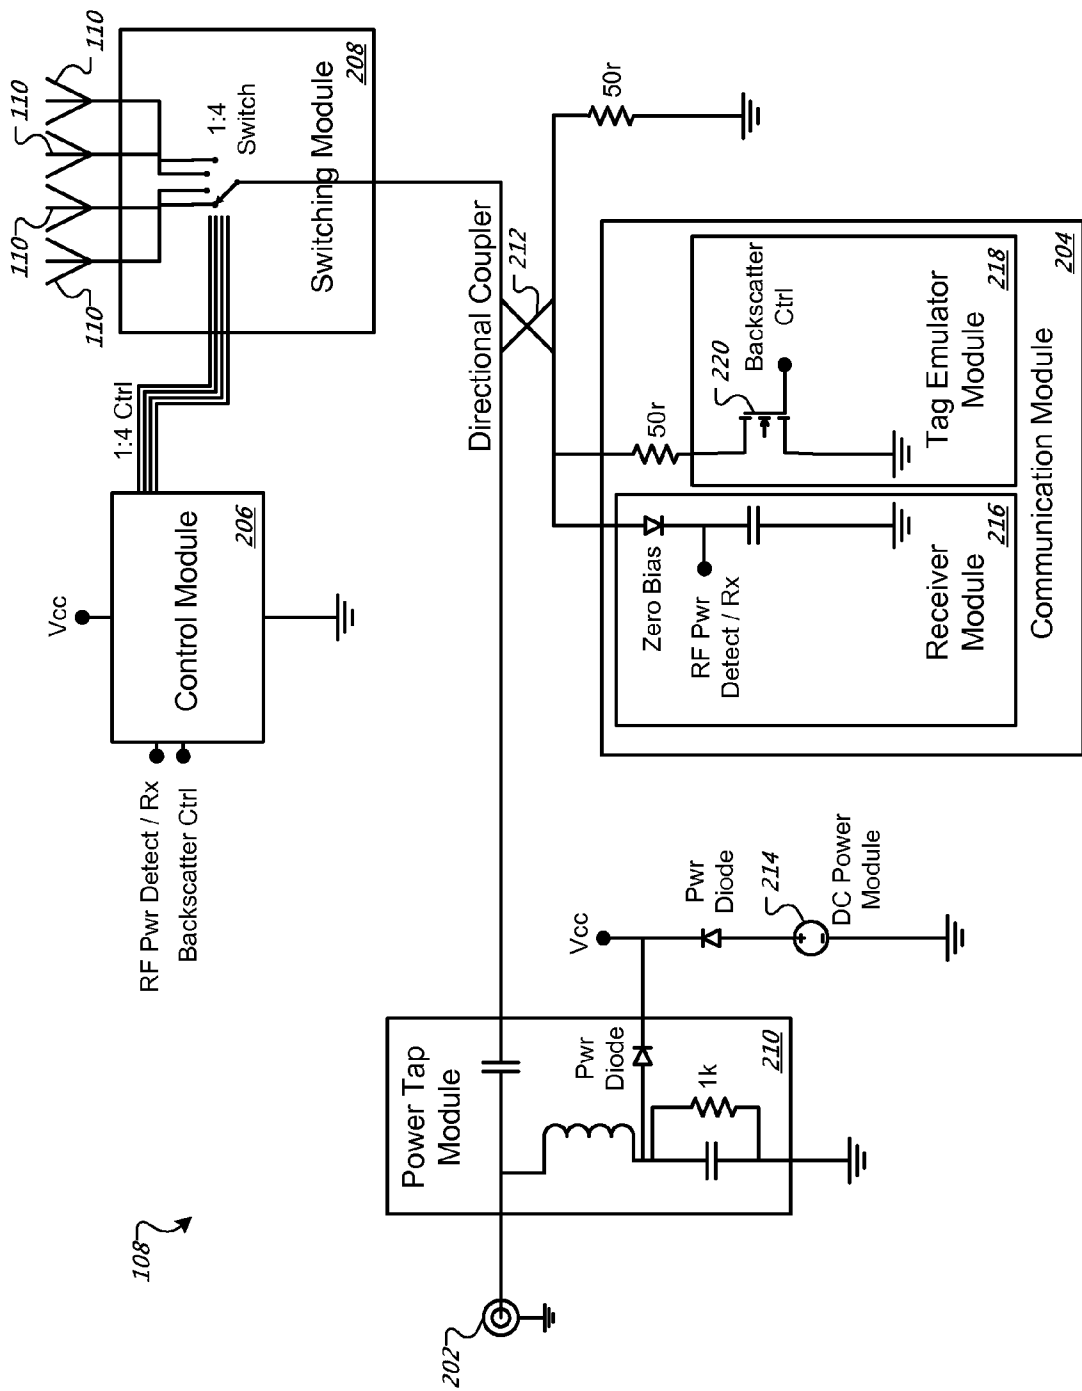 108
202
Power Tap
Module
Pwr
Diode
1k
210
Vcc
Pwr
Diode
214
DC Power
Module
RF Pwr Detect / Rx
Backscatter Ctrl
Vcc
Control Module
206
1:4 Ctrl
110
110
110
110
1:4
Switch
Switching Module
208
Directional Coupler
212
50r
50r
Zero Bias
RF Pwr
Detect / Rx
Receiver
Module
216
220
Backscatter
Ctrl
Tag Emulator
Module
218
Communication Module
204